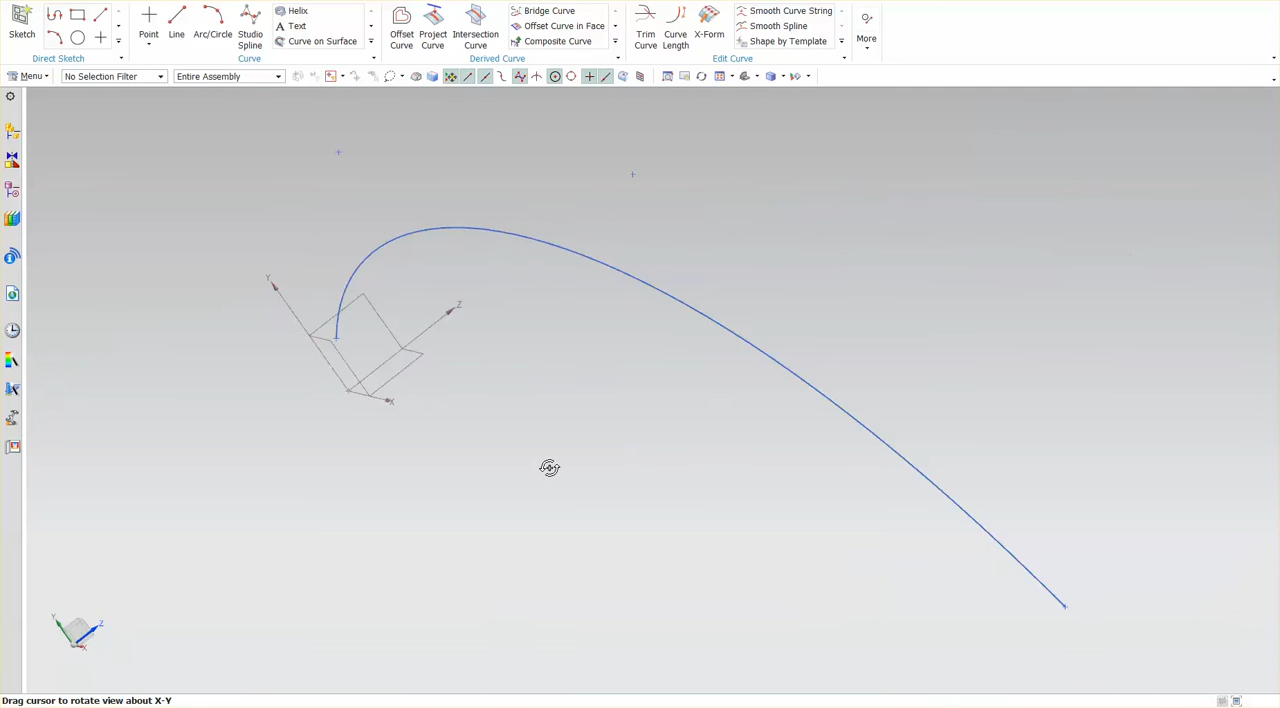 Helix
Bridge Curve
Smooth Curve String
Text
Offset Curve in Face
Smooth Spline
Sketch
Point
Line
Arc/Circle
Studio Spline
Curve on Surface
Offset Curve
Project Curve
Intersection Curve
Composite Curve
Trim Curve
Curve Length
X-Form
Shape by Template
More
Direct Sketch
Curve
Derived Curve
Edit Curve
Menu
No Selection Filter
Entire Assembly
Y
Z
X
Y
Z
X
Drag cursor to rotate view about X-Y